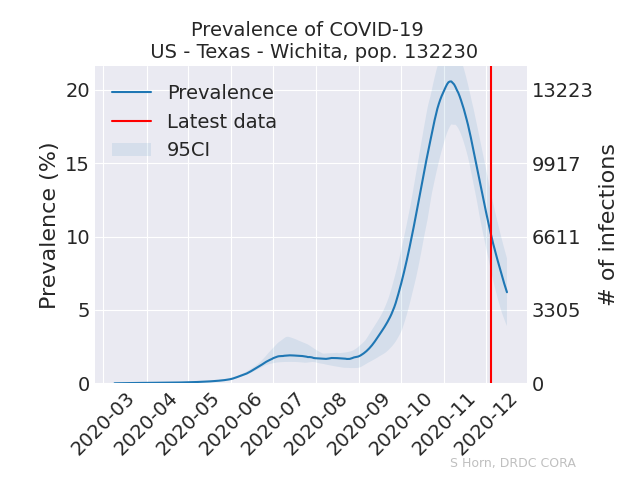 Prevalence of COVID-19
US - Texas - Wichita, pop. 132230
Prevalence
Latest data
95CI
Prevalence (%)
20
15
10
5
0
13223
9917
6611
3305
0
# of infections
2020-03
2020-04
2020-05
2020-06
2020-07
2020-08
2020-09
2020-10
2020-11
2020-12
S Horn, DRDC CORA